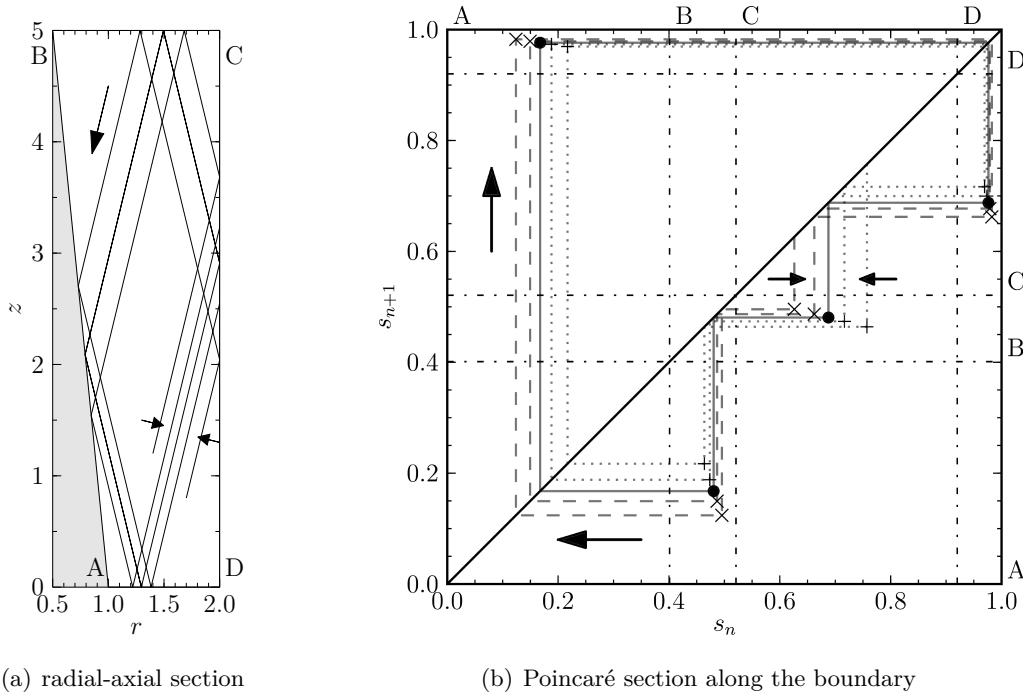 A B C D
5
B C
4
3
z
2
1
A D
0
0.5 1.0 1.5 2.0
r
1.0
D
0.8
0.6
s_{n+1}
C
0.4
B
0.2
A
0.0
0.0 0.2 0.4 0.6 0.8 1.0
s_n
(a) radial-axial section
(b) Poincaré section along the boundary